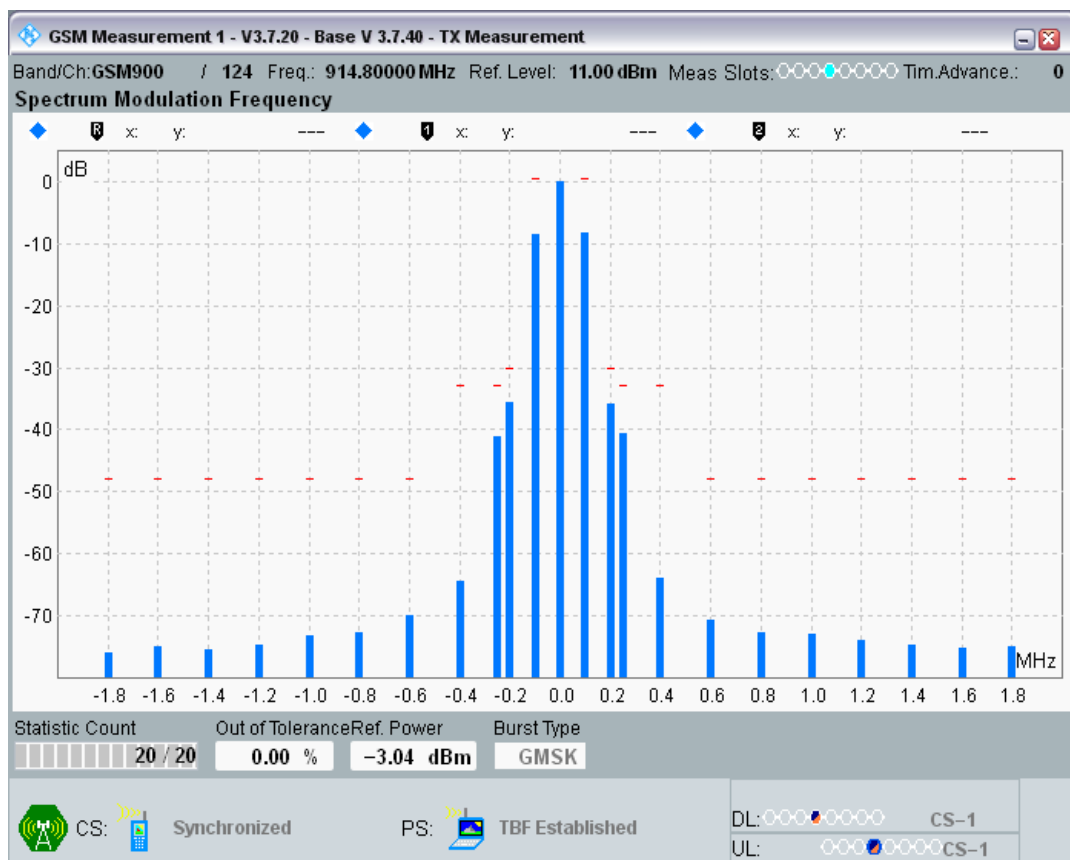 GSM Measurement 1 - V3.7.20 - Base V 3.7.40 - TX Measurement
Band/Ch:GSM900 / 124 Freq.: 914.80000 MHz Ref. Level: 11.00 dBm Meas Slots: Tim.Advance.: 0
Spectrum Modulation Frequency
R x: y: --- 1 x: y: --- 2 x: y: ---
dB
0
-10
-20
-30
-40
-50
-60
-70
MHz
-1.8 -1.6 -1.4 -1.2 -1.0 -0.8 -0.6 -0.4 -0.2 0.0 0.2 0.4 0.6 0.8 1.0 1.2 1.4 1.6 1.8
Statistic Count Out of Tolerance Ref. Power Burst Type
20 / 20 0.00 % -3.04 dBm GMSK
CS: Synchronized PS: TBF Established
DL: CS-1
UL: CS-1